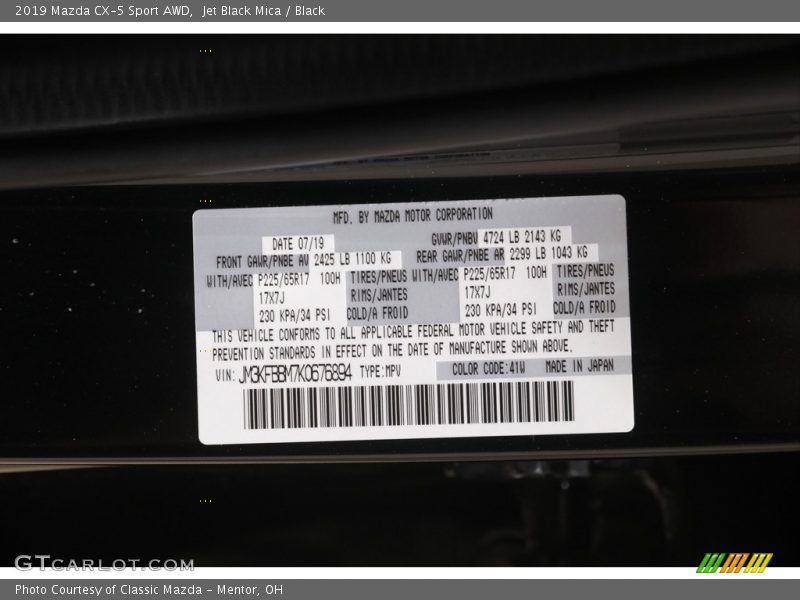 2019 Mazda CX-5 Sport AWD,  Jet Black Mica / Black
MFD. BY MAZDA MOTOR CORPORATION
DATE 07/19 GVWR/PNBV 4724 LB 2143 KG
FRONT GAWR/PNBE AV 2425 LB 1100 KG REAR GAWR/PNBE AR 2299 LB 1043 KG
WITH/AVEC P225/65R17 100H TIRES/PNEUS WITH/AVEC P225/65R17 100H TIRES/PNEUS
17X7J RIMS/JANTES 17X7J RIMS/JANTES
230 KPA/34 PSI COLD/A FROID 230 KPA/34 PSI COLD/A FROID
THIS VEHICLE CONFORMS TO ALL APPLICABLE FEDERAL MOTOR VEHICLE SAFETY AND THEFT
PREVENTION STANDARDS IN EFFECT ON THE DATE OF MANUFACTURE SHOWN ABOVE.
VIN: JM3KFBBM7K0676894 TYPE:MPV COLOR CODE:41W MADE IN JAPAN
GTCARLOT.COM
Photo Courtesy of Classic Mazda - Mentor, OH